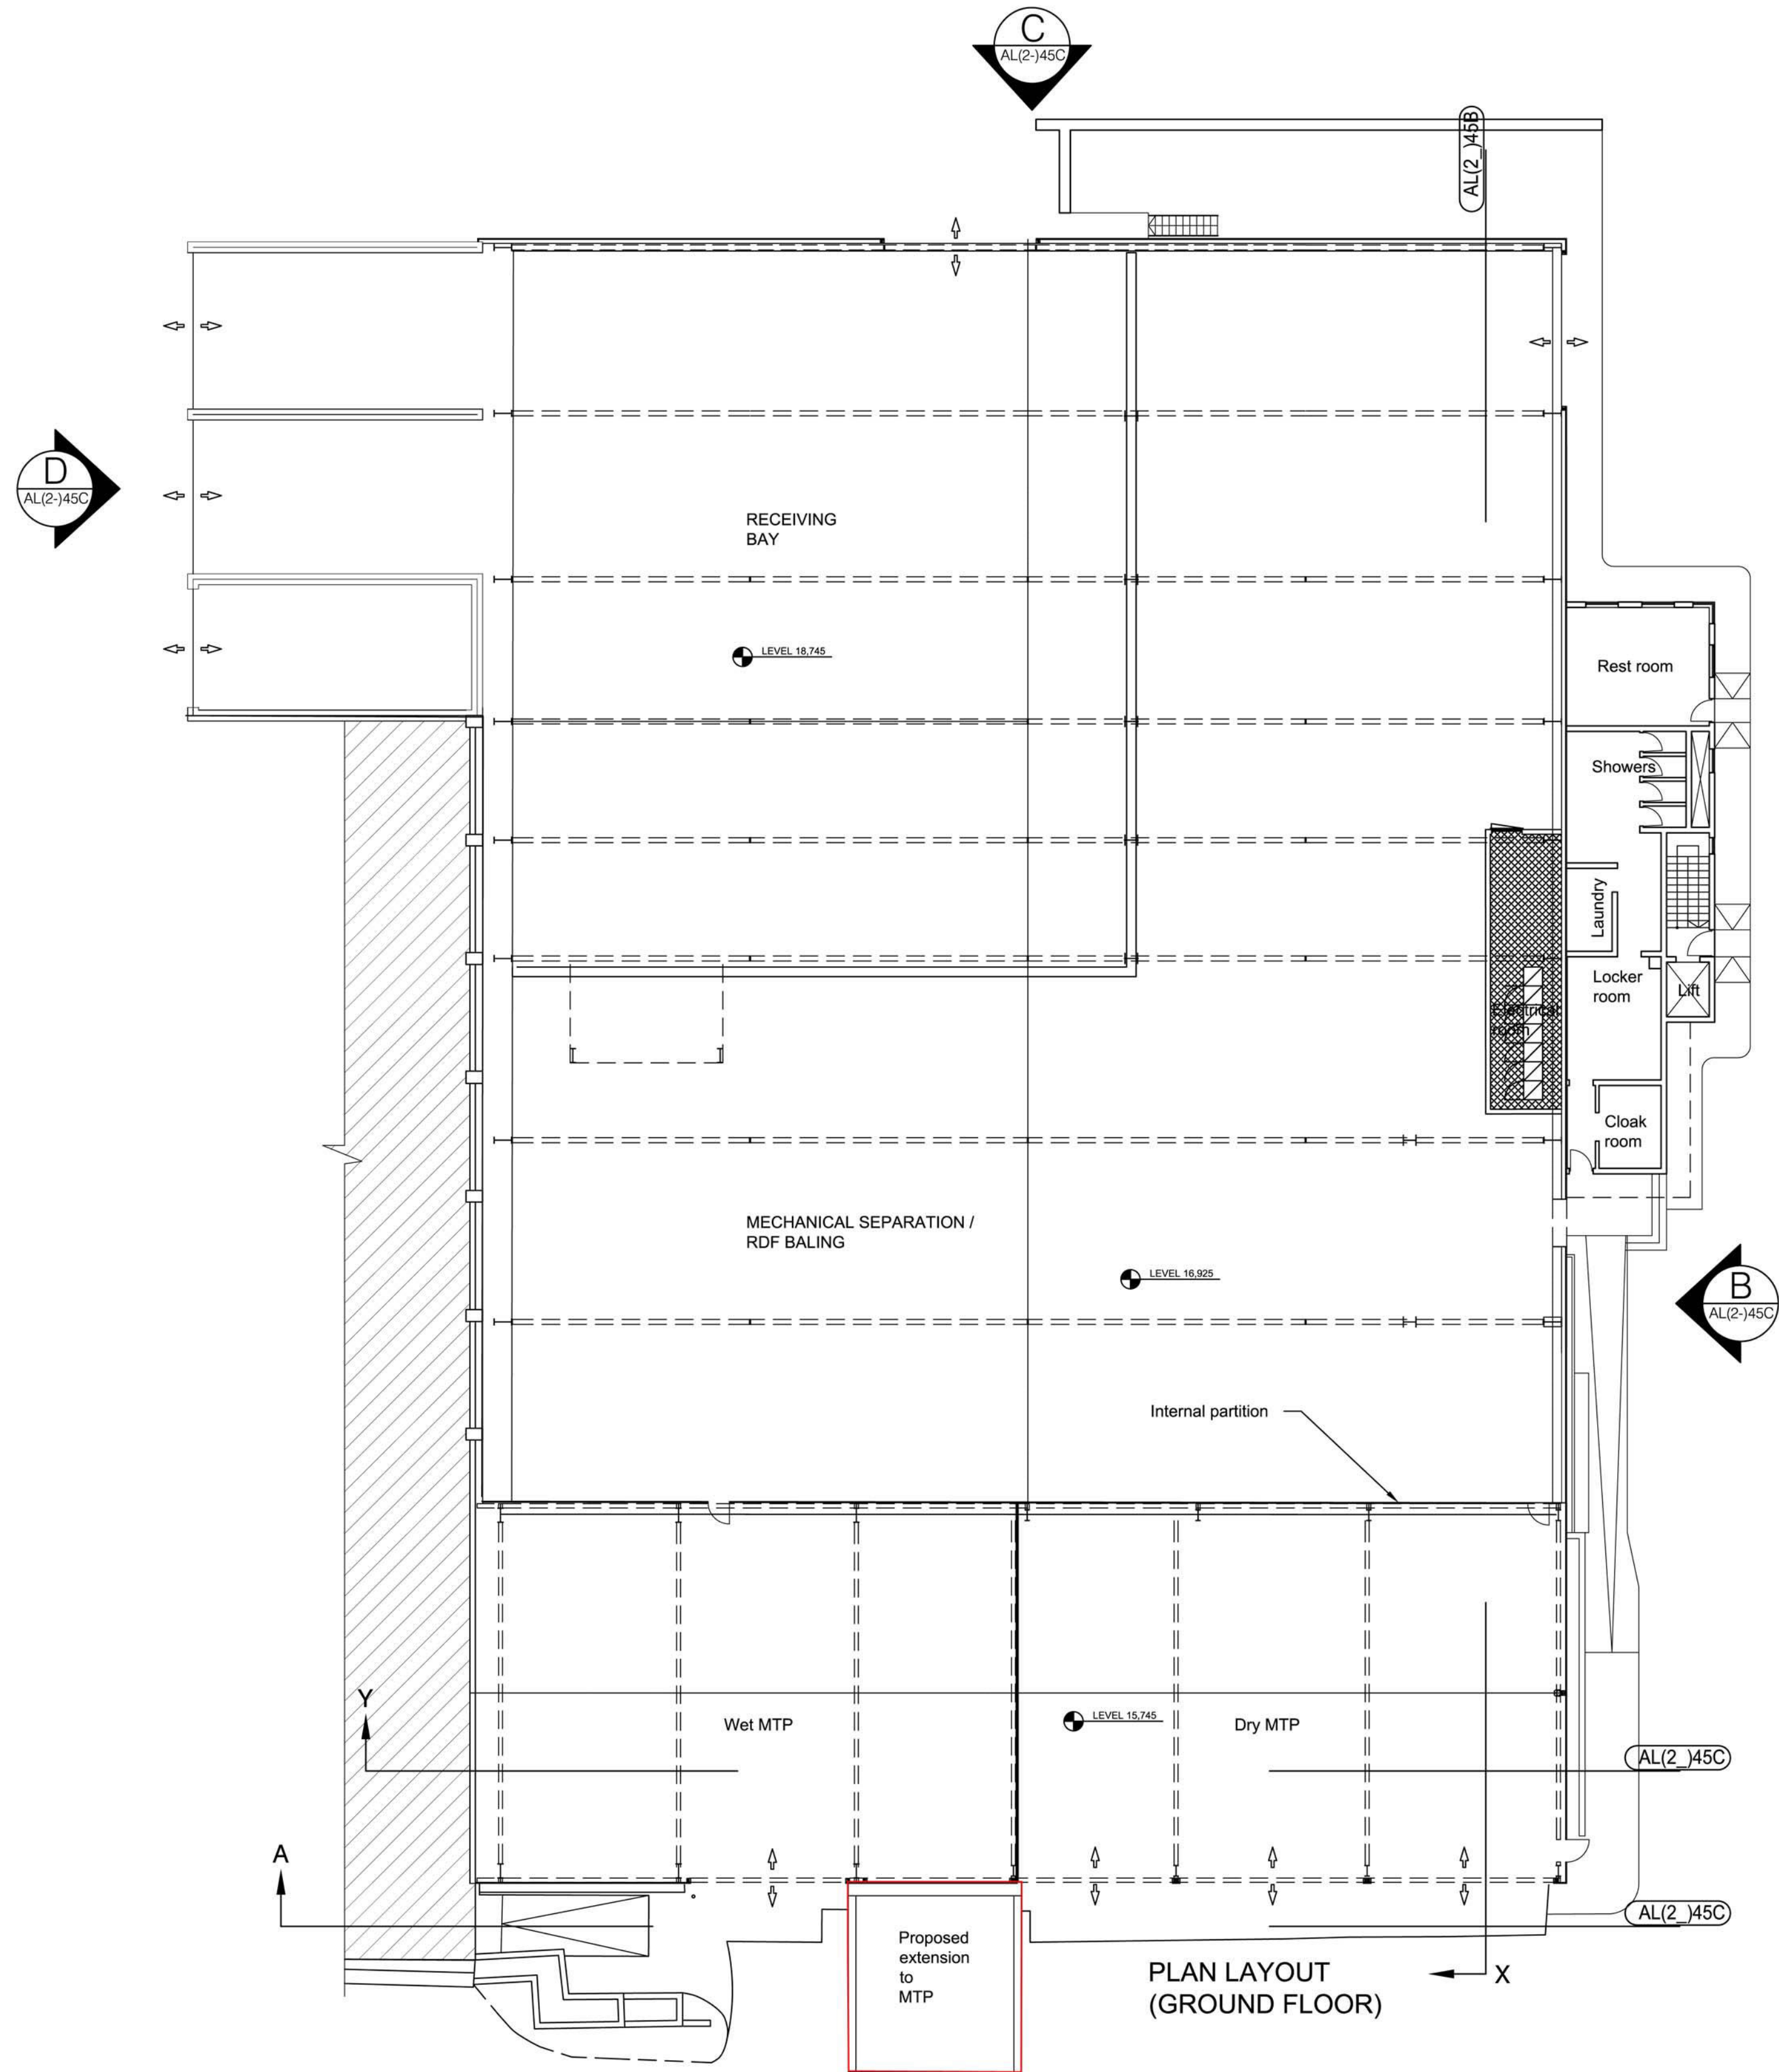 C
AL(2-)45C
AL(2_)45B
D
AL(2-)45C
RECEIVING
BAY
LEVEL 18,745
Rest room
Showers
Laundry
Locker
room
Lift
Electrical
room
Cloak
room
MECHANICAL SEPARATION /
RDF BALING
LEVEL 16,925
B
AL(2-)45C
Internal partition
Y
Wet MTP
LEVEL 15,745
Dry MTP
AL(2_)45C
A
AL(2_)45C
Proposed
extension
to
MTP
PLAN LAYOUT
(GROUND FLOOR)
X